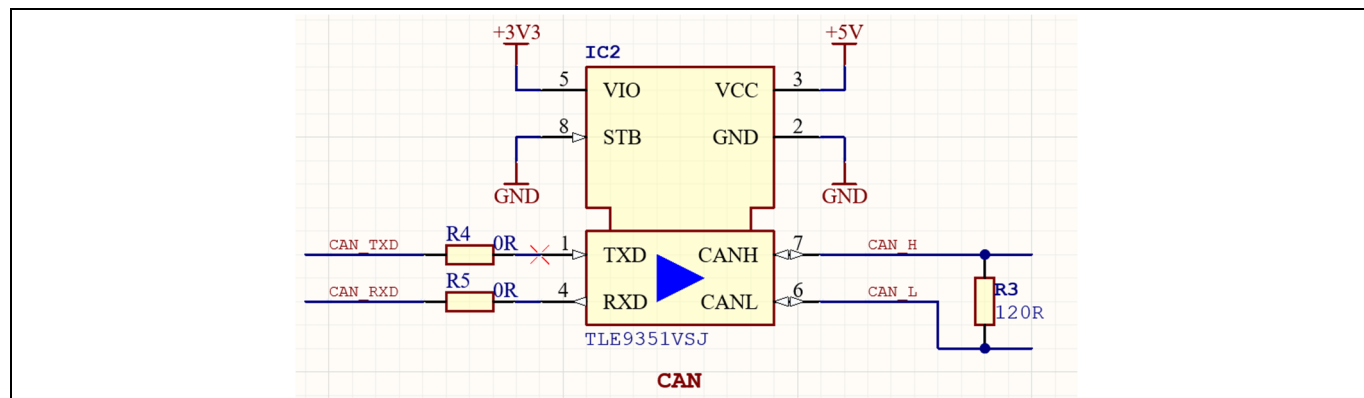 +3V3
+5V
IC2
5 VIO VCC 3
8 STB GND 2
GND
GND
R4
CAN_TXD 0R 1 TXD CANH 7 CAN_H
R5
R3
CAN_RXD 0R 4 RXD CANL 6 CAN_L
120R
TLE9351VSJ
CAN